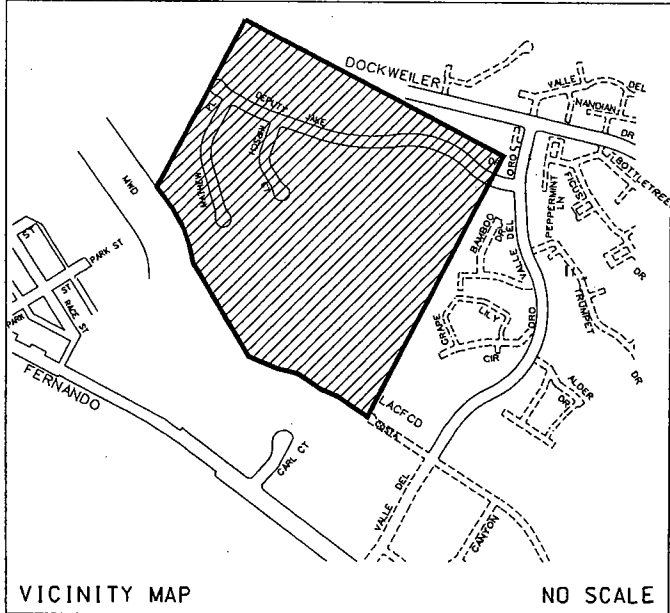 DOCKWEILER
VALLE
DEL
NANDIAN
DR
BOTTLETREE
DEPUTY
JAKE
DR
ORO
PEPPERMINT
LN
FICUS
DR
MWD
BAMBOO
DR
DEL
VALLE
TRUMPET
DR
ST
PARK ST
ST
PARK
RACE ST
GRAPE
LILY
CIR
ORO
FERNANDO
ALDER
DR
LACFCD
CARL CT
VALLE
DEL
CANYON
VICINITY MAP
NO SCALE